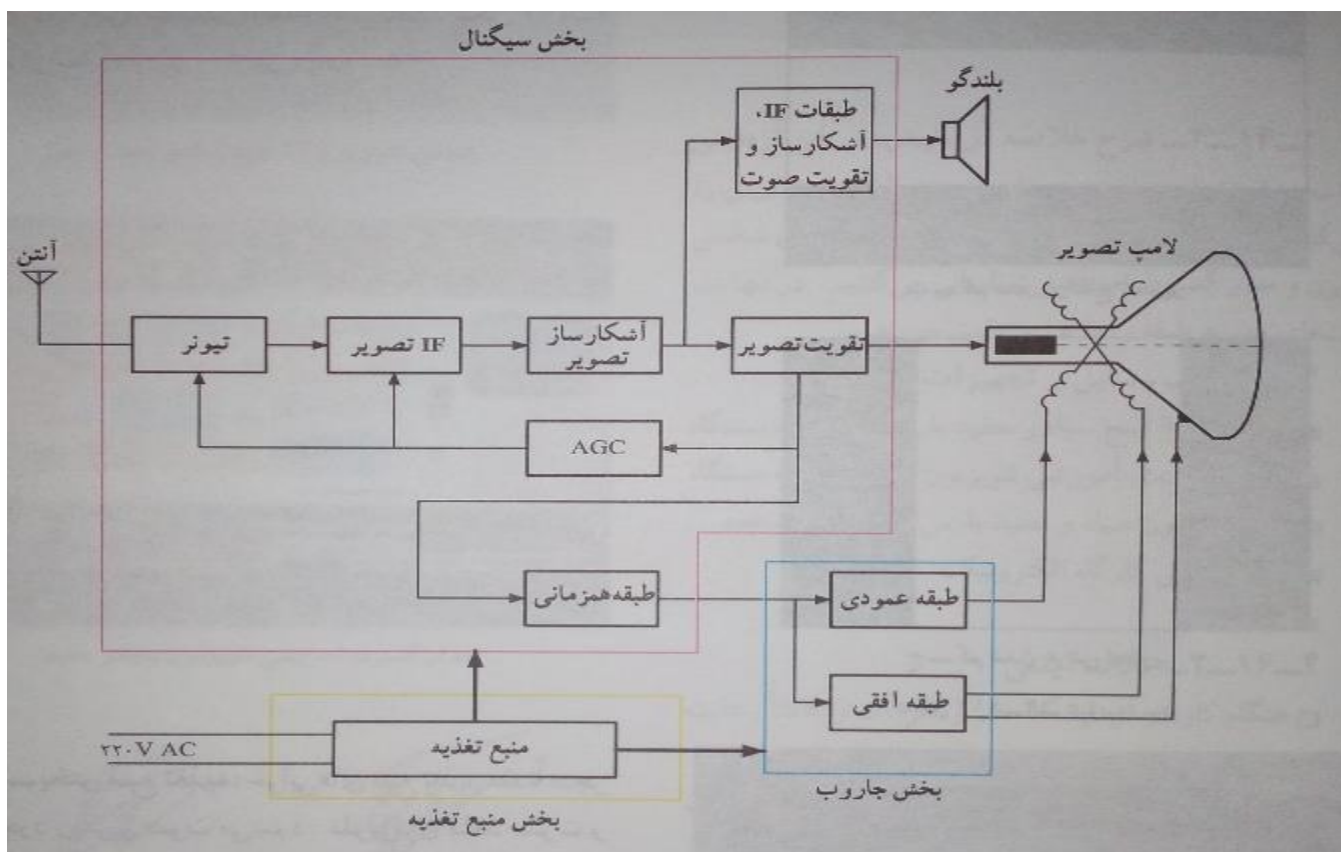 بخش سیگنال
بلندگو
طبقات IF،
آشکارساز و
تقویت صوت
آنتن
لامپ تصویر
تیونر
IF تصویر
آشکارساز
تصویر
تقویت تصویر
AGC
طبقه همزمانی
طبقه عمودی
طبقه افقی
۲۲۰V AC
منبع تغذیه
بخش جاروب
بخش منبع تغذیه